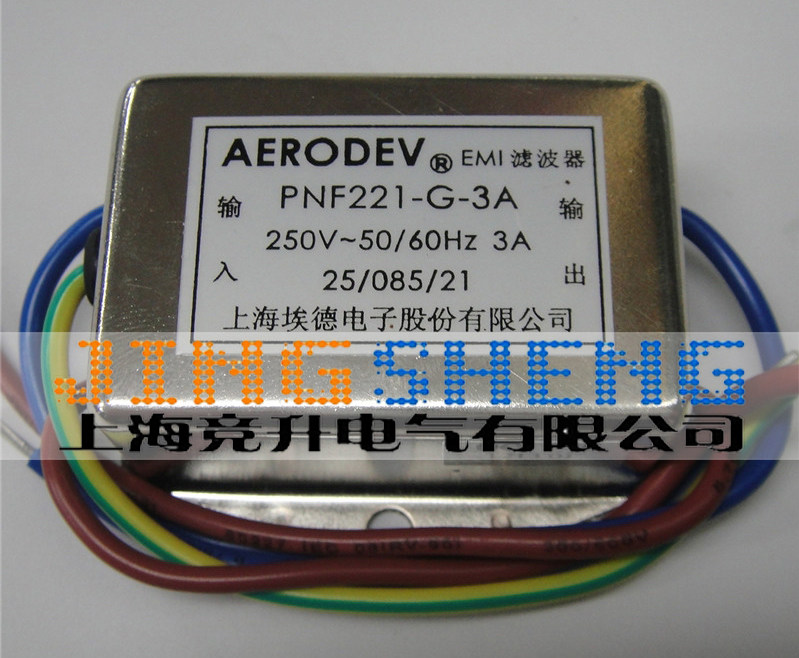 AERODEV® EMI 滤波器
输入
PNF221-G-3A
输出
250V~50/60Hz 3A
25/085/21
上海埃德电子股份有限公司
JINGSHENG
上海竞升电气有限公司